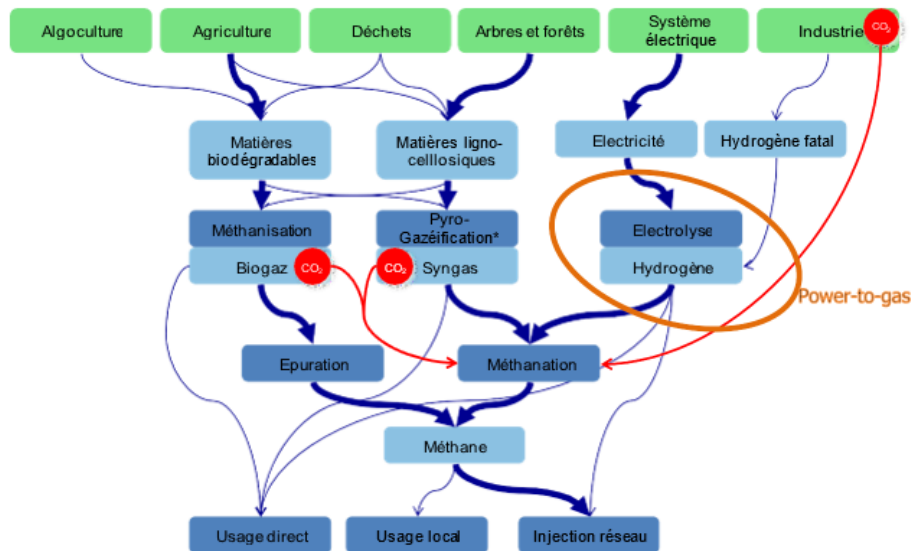 Algoculture
Agriculture
Déchets
Arbres et forêts
Système
électrique
Industrie
CO₂
Matières
biodégradables
Matières ligno-
celllosiques
Electricité
Hydrogène fatal
Méthanisation
Pyro-
Gazéification*
Electrolyse
Biogaz
CO₂
CO₂
Syngas
Hydrogène
Power-to-gas
Epuration
Méthanation
Méthane
Usage direct
Usage local
Injection réseau